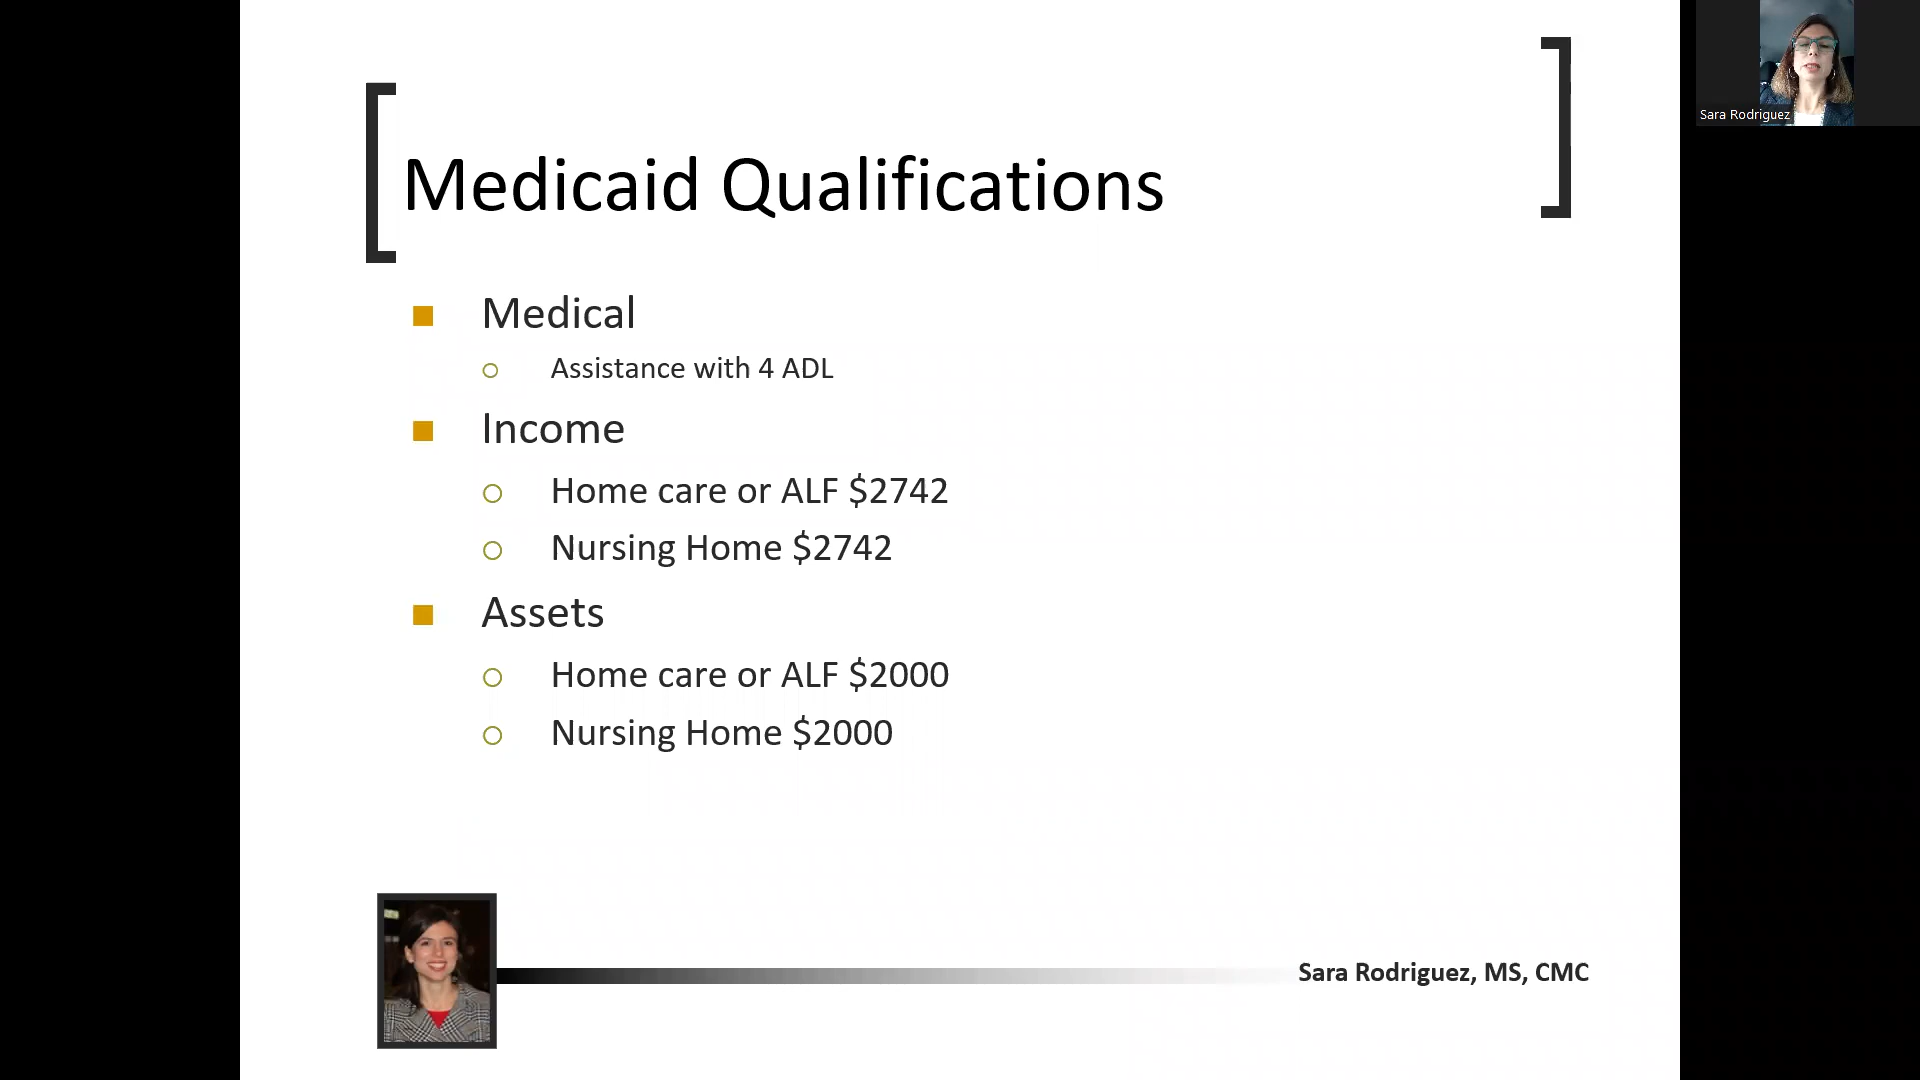 Medicaid Qualifications
Medical
Assistance with 4 ADL
Income
Home care or ALF $2742
Nursing Home $2742
Assets
Home care or ALF $2000
Nursing Home $2000
Sara Rodriguez, MS, CMC
Sara Rodriguez